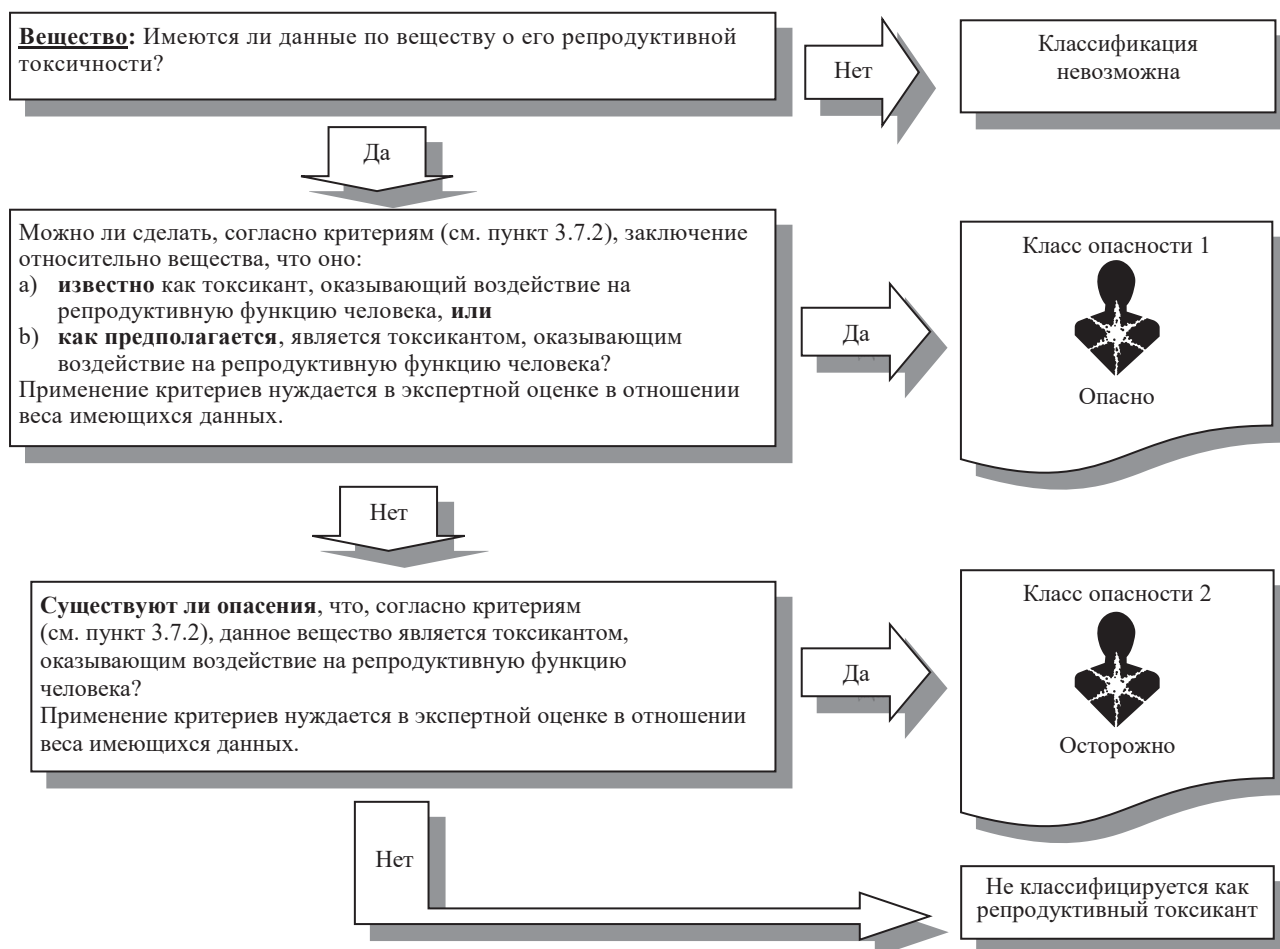 Вещество: Имеются ли данные по веществу о его репродуктивной
токсичности?
Нет
Классификация
невозможна
Да
Можно ли сделать, согласно критериям (см. пункт 3.7.2), заключение
относительно вещества, что оно:
a) известно как токсикант, оказывающий воздействие на
репродуктивную функцию человека, или
b) как предполагается, является токсикантом, оказывающим
воздействие на репродуктивную функцию человека?
Применение критериев нуждается в экспертной оценке в отношении
веса имеющихся данных.
Да
Класс опасности 1
Опасно
Нет
Существуют ли опасения, что, согласно критериям
(см. пункт 3.7.2), данное вещество является токсикантом,
оказывающим воздействие на репродуктивную функцию
человека?
Применение критериев нуждается в экспертной оценке в отношении
веса имеющихся данных.
Да
Класс опасности 2
Осторожно
Нет
Не классифицируется как
репродуктивный токсикант